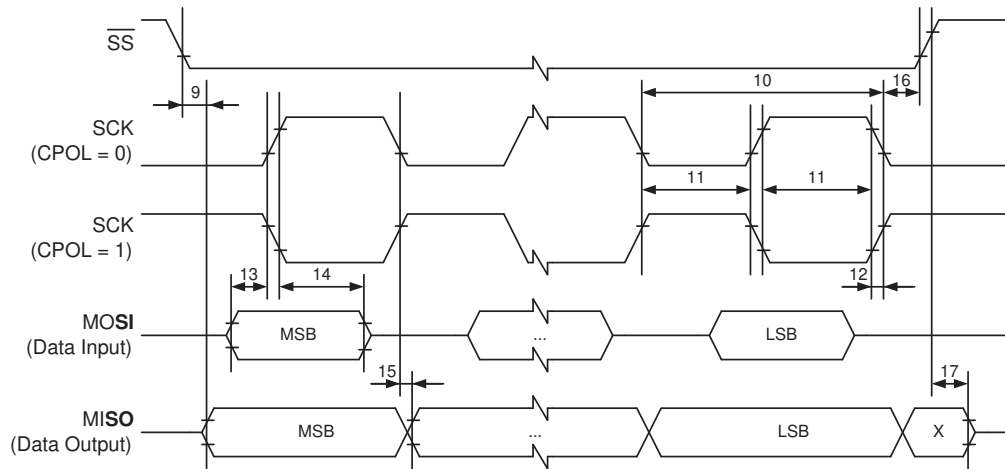 SS
10
9
16
SCK
(CPOL = 0)
11
11
SCK
(CPOL = 1)
13
14
12
MOSI
(Data Input)
MSB
...
LSB
15
17
MISO
(Data Output)
MSB
...
LSB
X